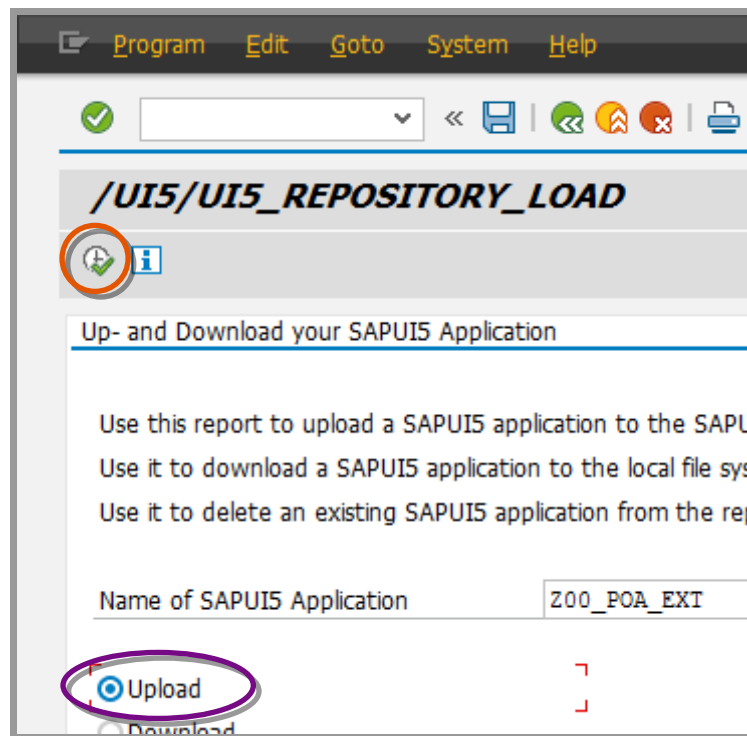 Program Edit Goto System Help
/UI5/UI5_REPOSITORY_LOAD
Up- and Download your SAPUI5 Application
Use this report to upload a SAPUI5 application to the SAPU
Use it to download a SAPUI5 application to the local file sys
Use it to delete an existing SAPUI5 application from the rep
Name of SAPUI5 Application Z00_POA_EXT
Upload
Download